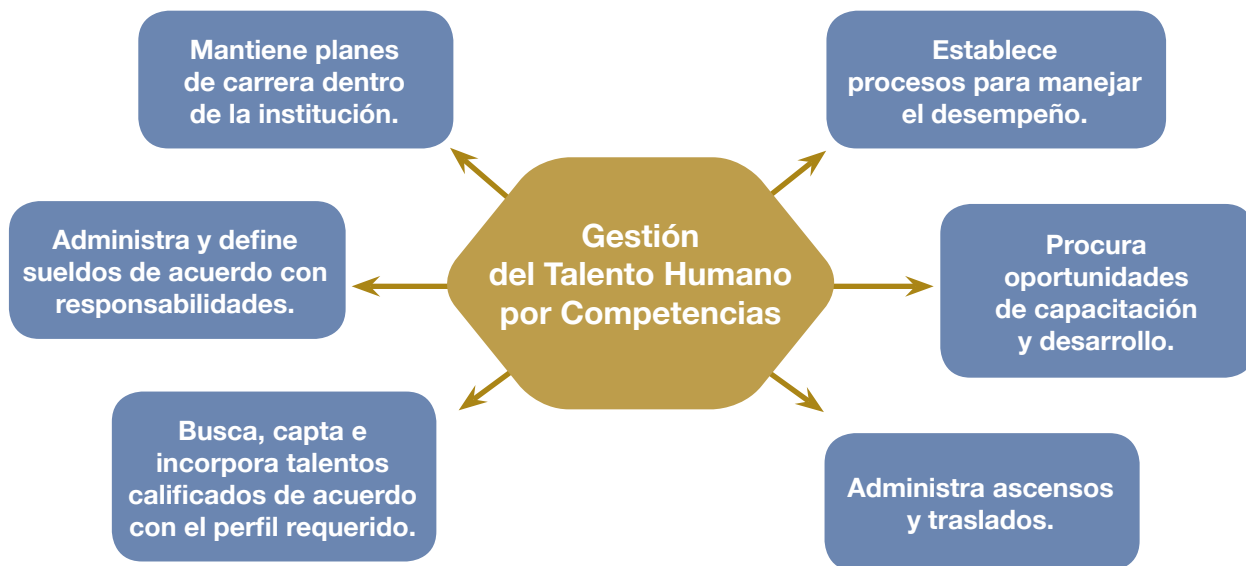 Mantiene planes
de carrera dentro
de la institución.
Establece
procesos para manejar
el desempeño.
Administra y define
sueldos de acuerdo con
responsabilidades.
Gestión
del Talento Humano
por Competencias
Procura
oportunidades
de capacitación
y desarrollo.
Busca, capta e
incorpora talentos
calificados de acuerdo
con el perfil requerido.
Administra ascensos
y traslados.